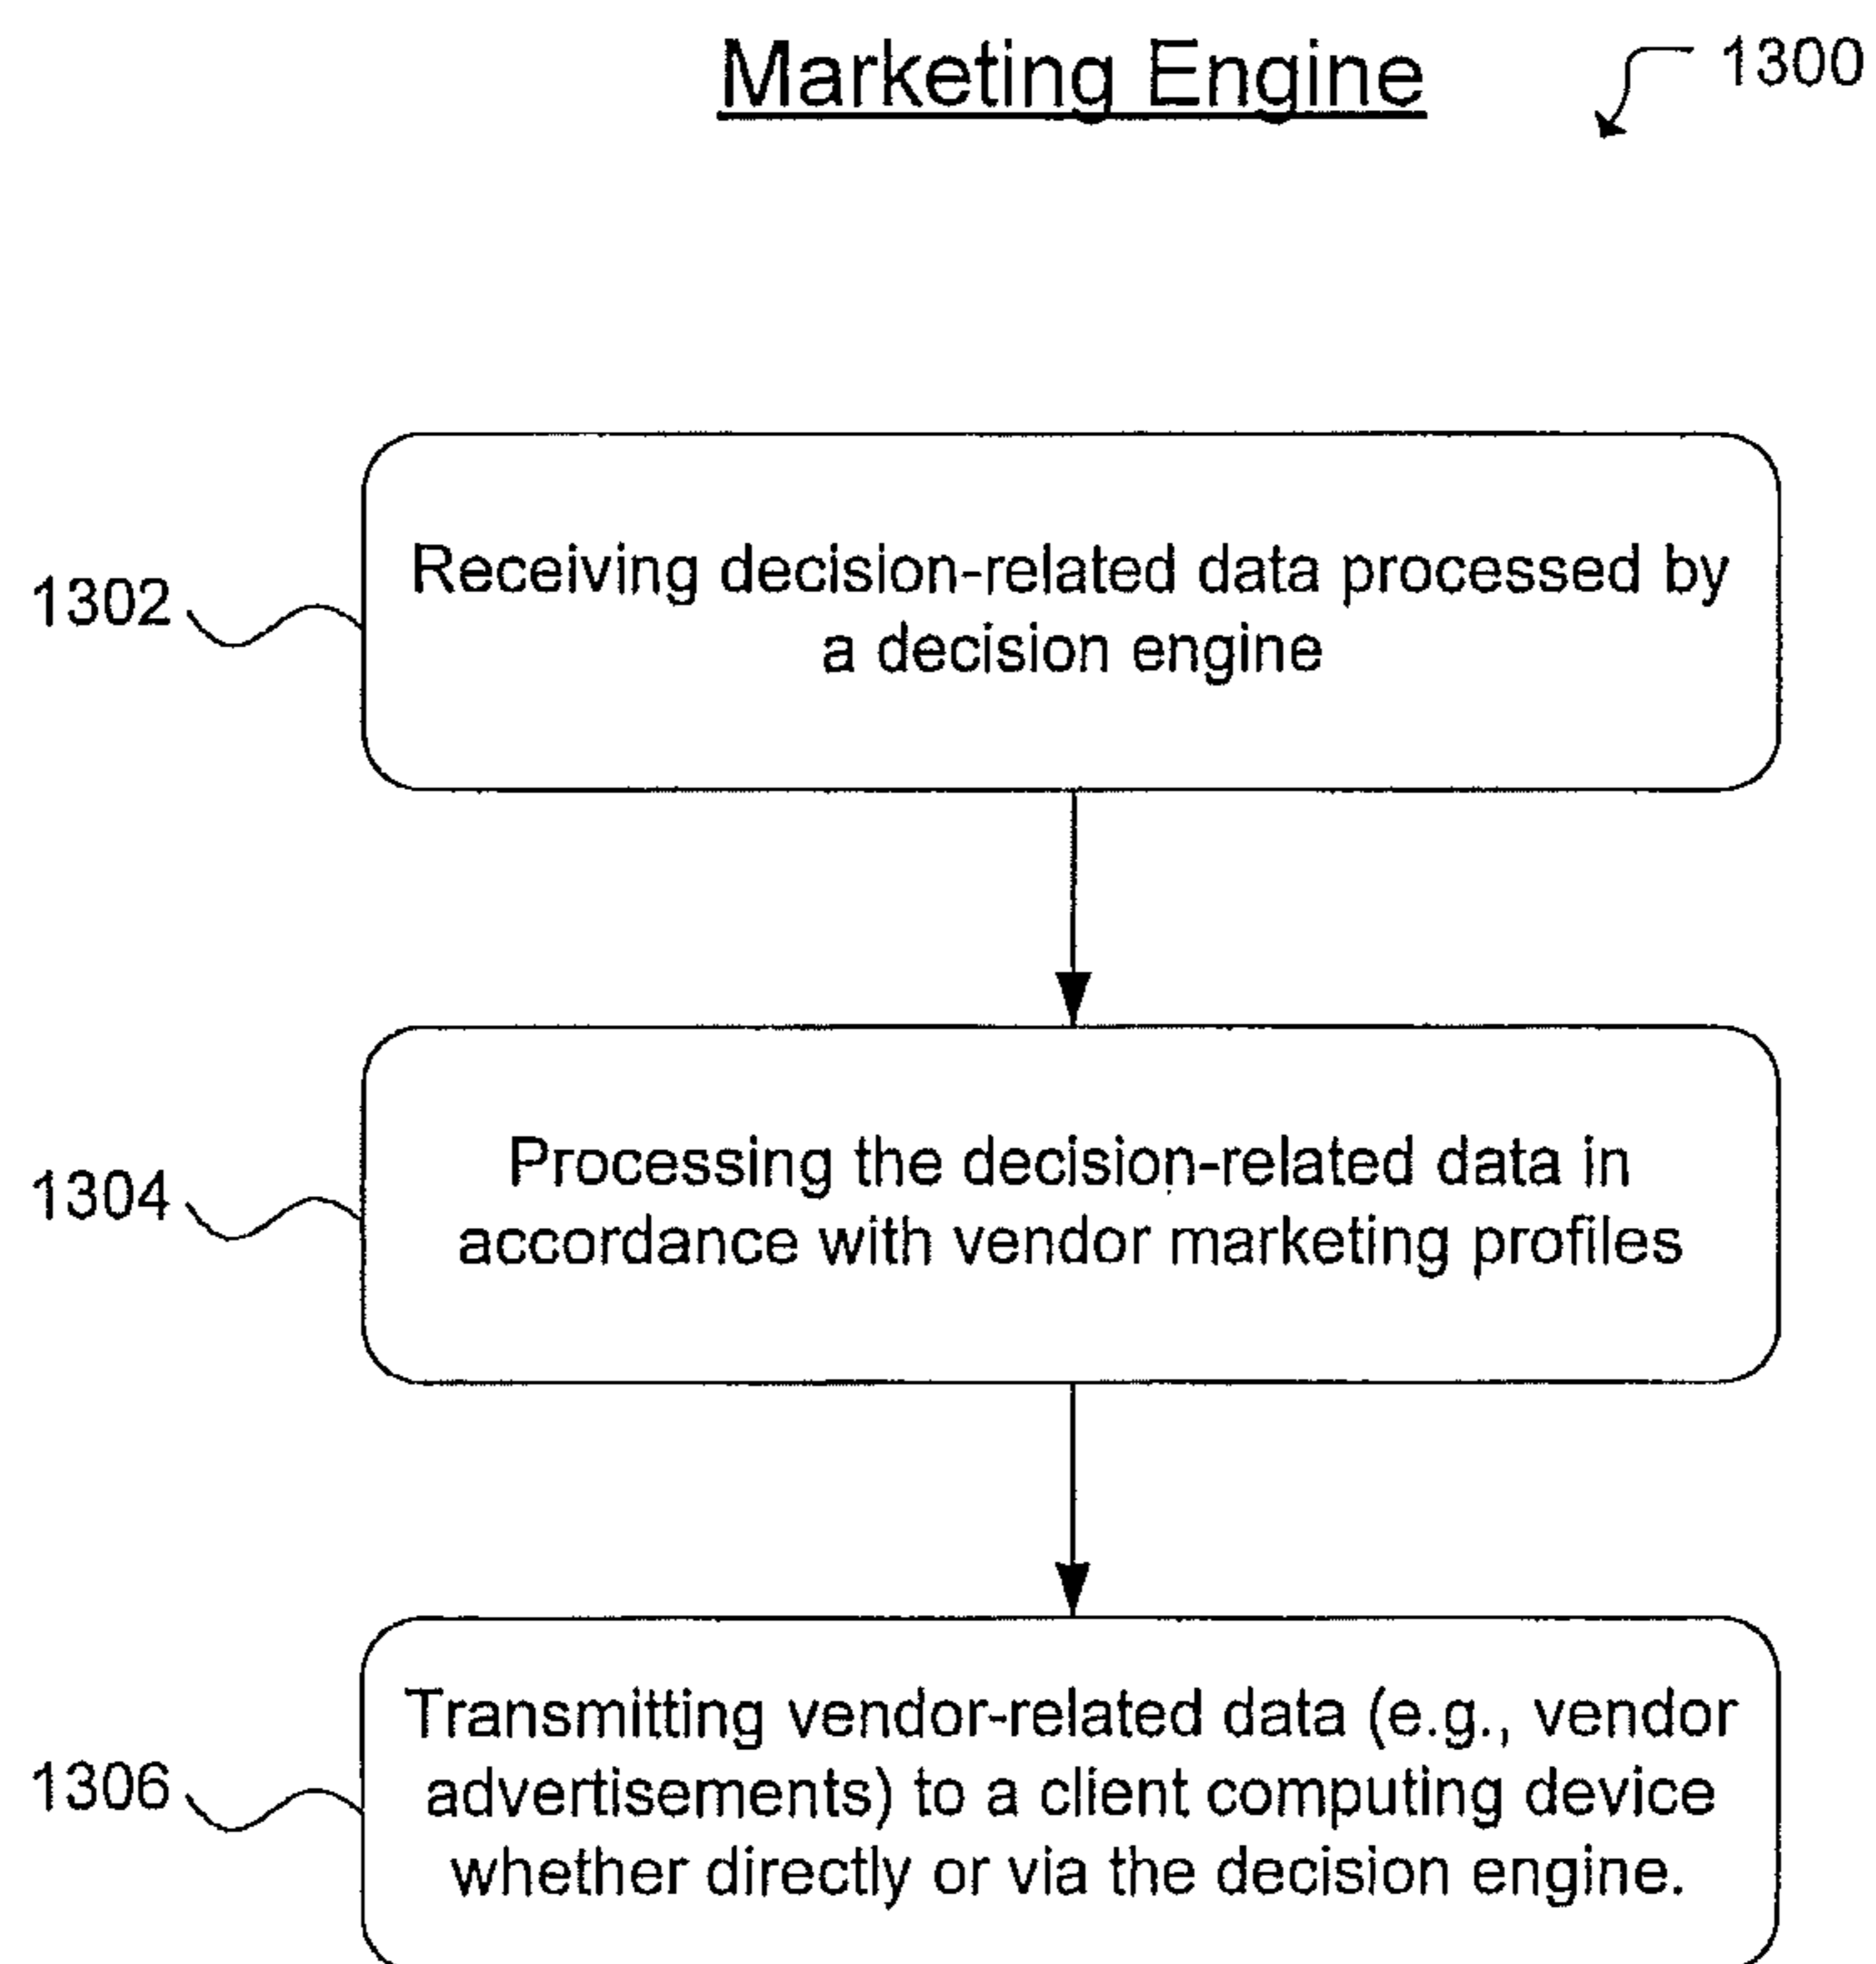 Marketing Engine
1300
1302
Receiving decision-related data processed by
a decision engine
1304
Processing the decision-related data in
accordance with vendor marketing profiles
1306
Transmitting vendor-related data (e.g., vendor
advertisements) to a client computing device
whether directly or via the decision engine.